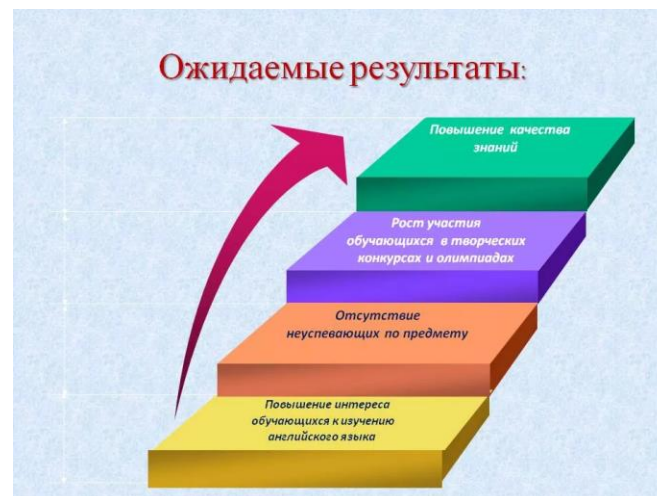 Ожидаемые результаты:
Повышение качества
знаний
Рост участия
обучающихся в творческих
конкурсах и олимпиадах
Отсутствие
неуспевающих по предмету
Повышение интереса
обучающихся к изучению
английского языка